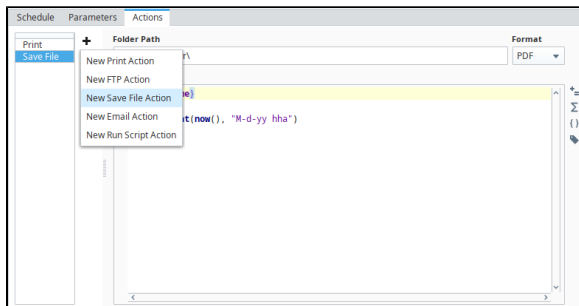 Schedule Parameters Actions
Print
Save File
+
Folder Path
Format
r\
PDF
New Print Action
New FTP Action
New Save File Action
New Email Action
New Run Script Action
e}
at(now(), "M-d-yy hha")
Σ
{}